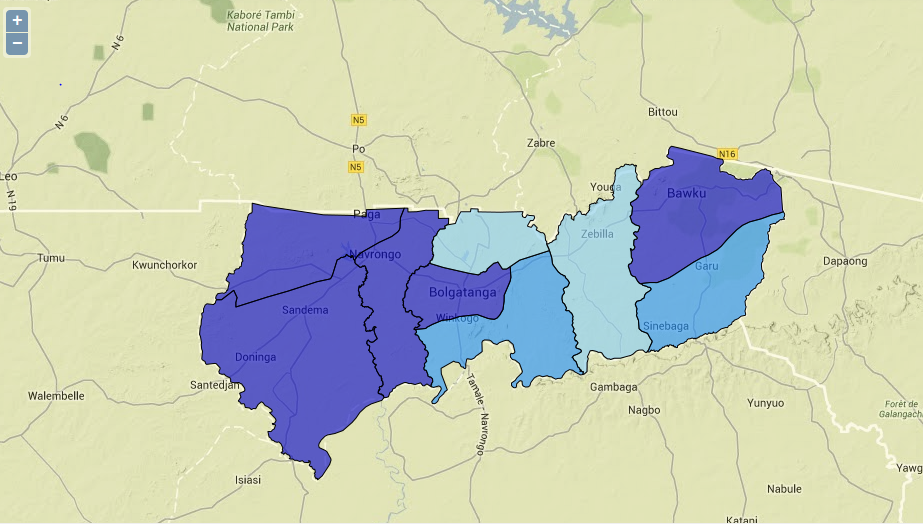 +
−
N6
Kaboré Tambi
National Park
N6
N5
Po
N5
Zabre
Bittou
N16
Leo
N19
Youga
Bawku
Paga
Zebilla
Tumu
Kwunchorkor
Navrongo
Garu
Dapaong
Bolgatanga
Sandema
Winkogo
Sinebaga
Doninga
Walembelle
Santedjan
Gambaga
Nagbo
Yunyuo
Forêt de
Galangach
Tamale - Navrongo
Isiasi
Nabule
Yawg
Katani